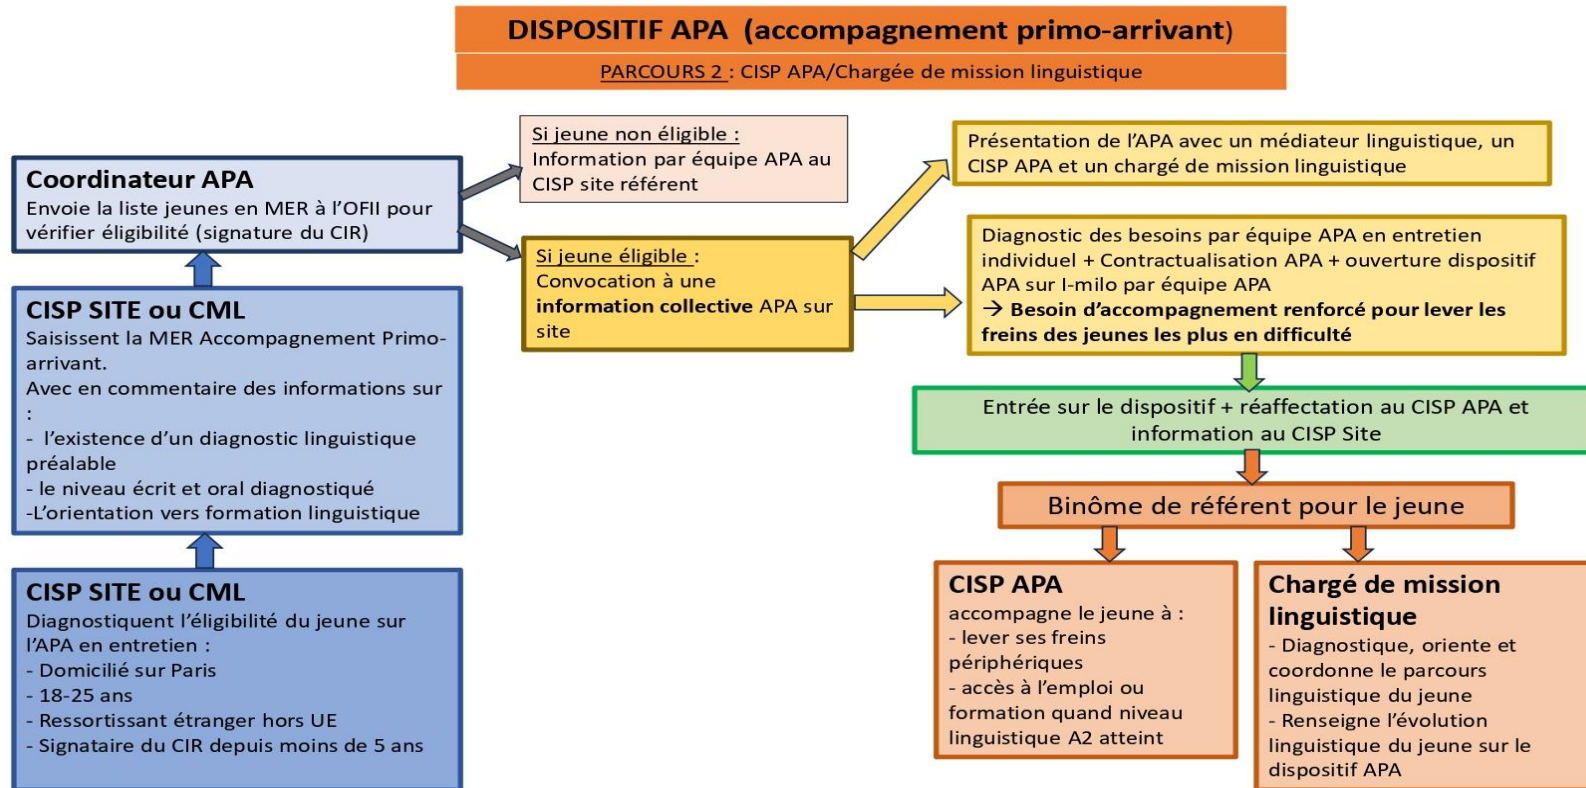 DISPOSITIF APA (accompagnement primo-arrivant)
PARCOURS 2 : CISP APA/Chargée de mission linguistique
CISP SITE ou CML
Diagnostiquent l’éligibilité du jeune sur
l’APA en entretien :
- Domicilié sur Paris
- 18-25 ans
- Ressortissant étranger hors UE
- Signataire du CIR depuis moins de 5 ans
CISP SITE ou CML
Saisissent la MER Accompagnement Primo-
arrivant.
Avec en commentaire des informations sur
:
- l’existence d’un diagnostic linguistique
préalable
- le niveau écrit et oral diagnostiqué
-L’orientation vers formation linguistique
Coordinateur APA
Envoie la liste jeunes en MER à l’OFII pour
vérifier éligibilité (signature du CIR)
Si jeune non éligible :
Information par équipe APA au
CISP site référent
Si jeune éligible :
Convocation à une
information collective APA sur
site
Présentation de l’APA avec un médiateur linguistique, un
CISP APA et un chargé de mission linguistique
Diagnostic des besoins par équipe APA en entretien
individuel + Contractualisation APA + ouverture dispositif
APA sur I-milo par équipe APA
→ Besoin d’accompagnement renforcé pour lever les
freins des jeunes les plus en difficulté
Entrée sur le dispositif + réaffectation au CISP APA et
information au CISP Site
Binôme de référent pour le jeune
CISP APA
accompagne le jeune à :
- lever ses freins
périphériques
- accès à l’emploi ou
formation quand niveau
linguistique A2 atteint
Chargé de mission
linguistique
- Diagnostique, oriente et
coordonne le parcours
linguistique du jeune
- Renseigne l’évolution
linguistique du jeune sur le
dispositif APA